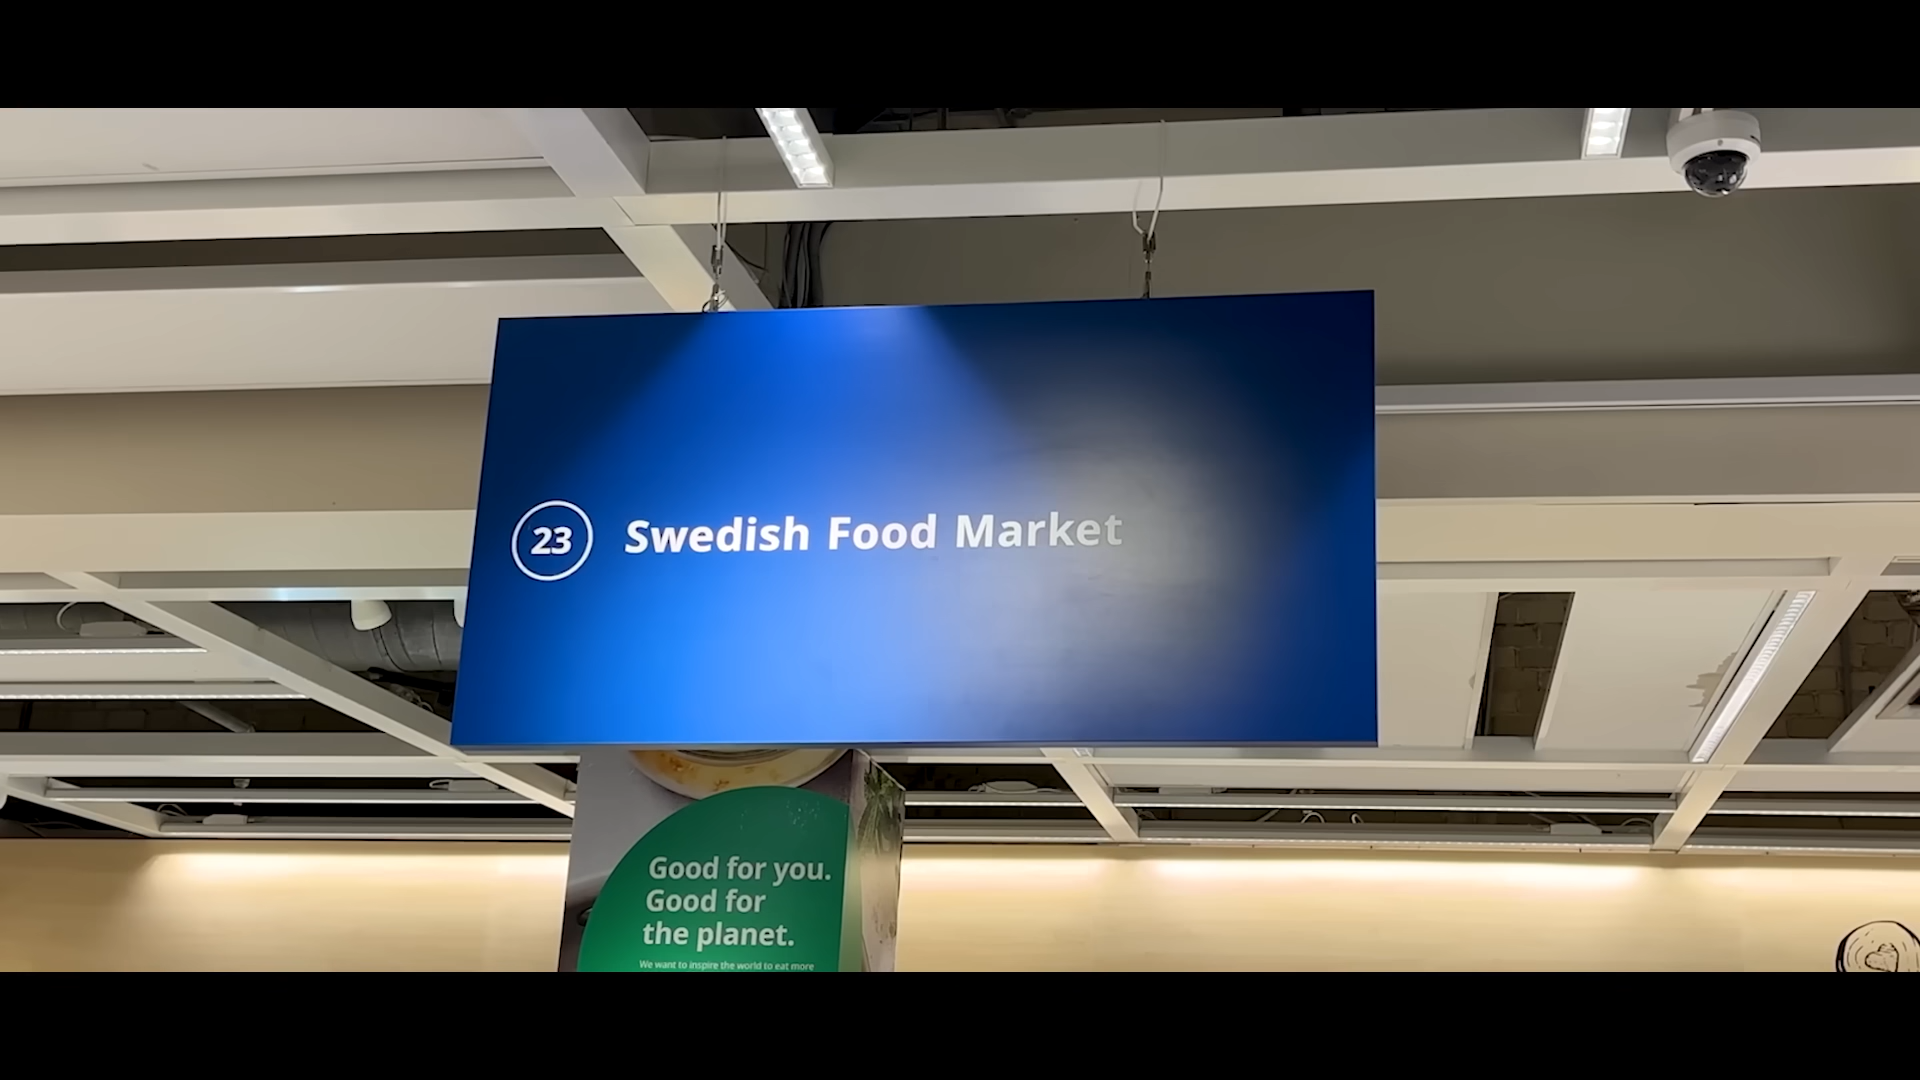 23 Swedish Food Market
Good for you.
Good for
the planet.
We want to inspire the world to eat more